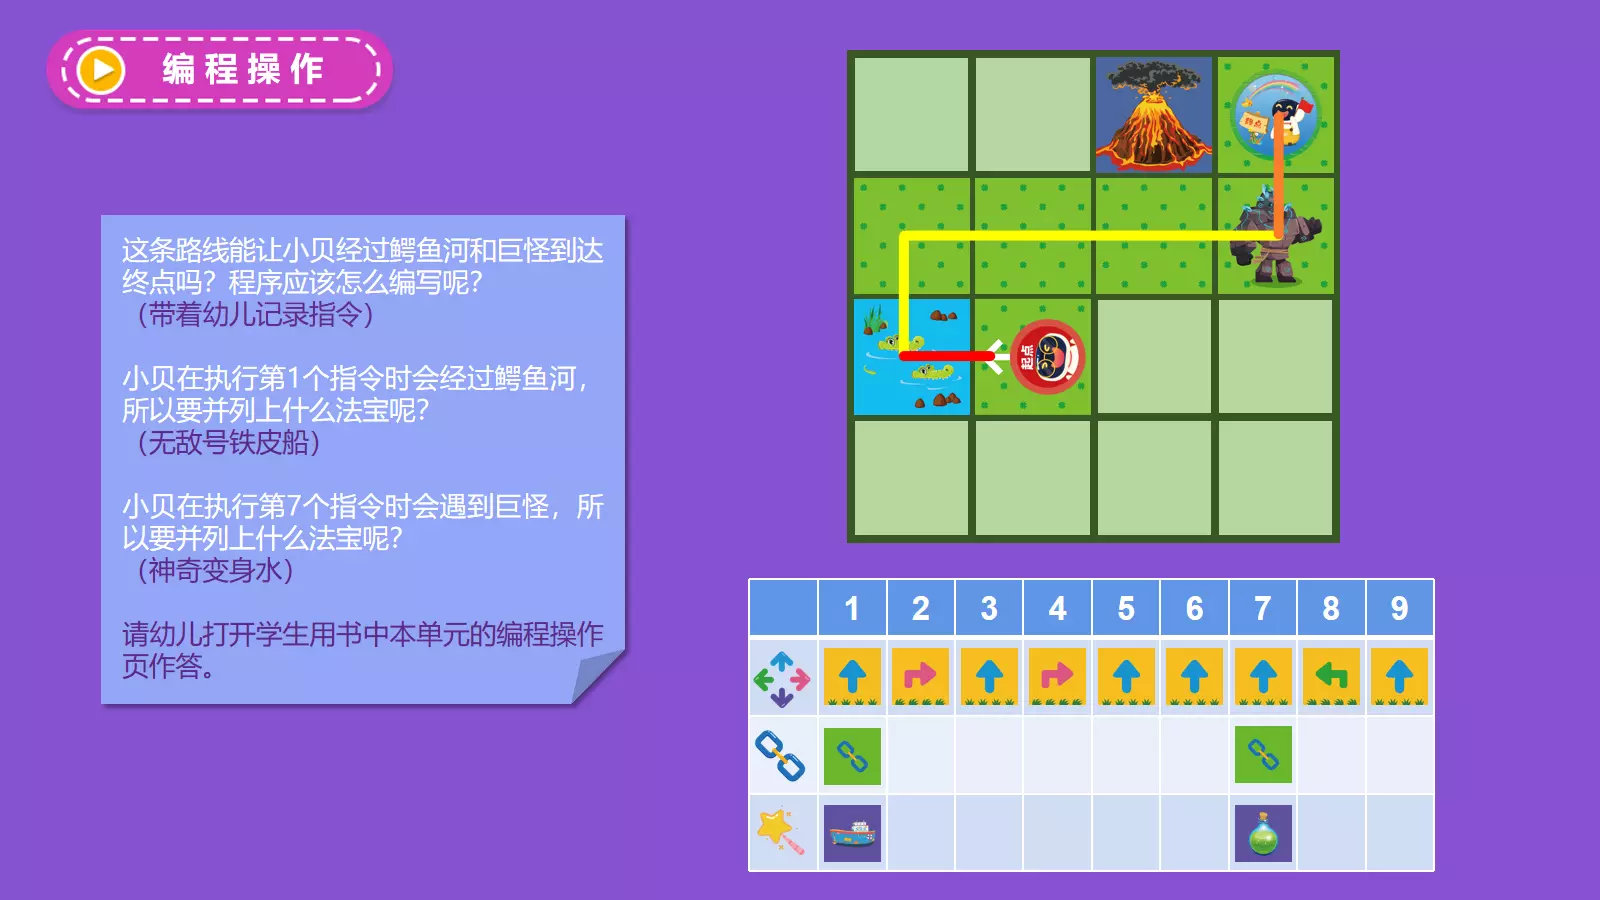 编程操作
这条路线能让小贝经过鳄鱼河和巨怪到达
终点吗？程序应该怎么编写呢？
（带着幼儿记录指令）
小贝在执行第1个指令时会经过鳄鱼河，
所以要并列上什么法宝呢？
（无敌号铁皮船）
小贝在执行第7个指令时会遇到巨怪，所
以要并列上什么法宝呢？
（神奇变身水）
请幼儿打开学生用书中本单元的编程操作
页作答。
终点
起点
1 2 3 4 5 6 7 8 9